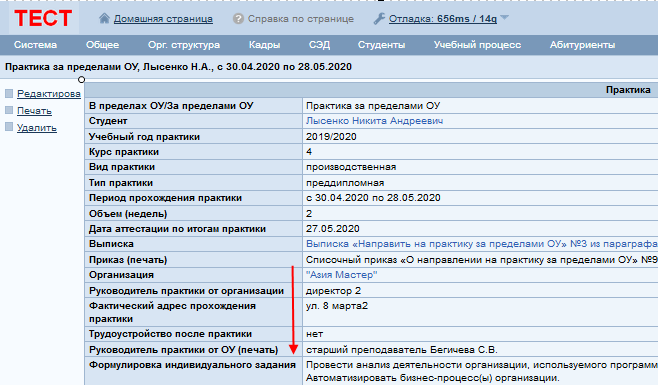 ТЕСТ Домашняя страница Справка по странице Отладка: 656ms / 14q
Система Общее Орг. структура Кадры СЭД Студенты Учебный процесс Абитуриенты
Практика за пределами ОУ, Лысенко Н.А., с 30.04.2020 по 28.05.2020
Редактирова
Печать
Удалить
Практика
В пределах ОУ/За пределами ОУ Практика за пределами ОУ
Студент Лысенко Никита Андреевич
Учебный год практики 2019/2020
Курс практики 4
Вид практики производственная
Тип практики преддипломная
Период прохождения практики с 30.04.2020 по 28.05.2020
Объем (недель) 2
Дата аттестации по итогам практики 27.05.2020
Выписка Выписка «Направить на практику за пределами ОУ» №3 из параграфа
Приказ (печать) Списочный приказ «О направлении на практику за пределами ОУ» №9
Организация "Азия Мастер"
Руководитель практики от организации директор 2
Фактический адрес прохождения практики ул. 8 марта2
Трудоустройство после практики нет
Руководитель практики от ОУ (печать) старший преподаватель Бегичева С.В.
Формулировка индивидуального задания Провести анализ деятельности организации, используемого программ
Автоматизировать бизнес-процесс(ы) организации.